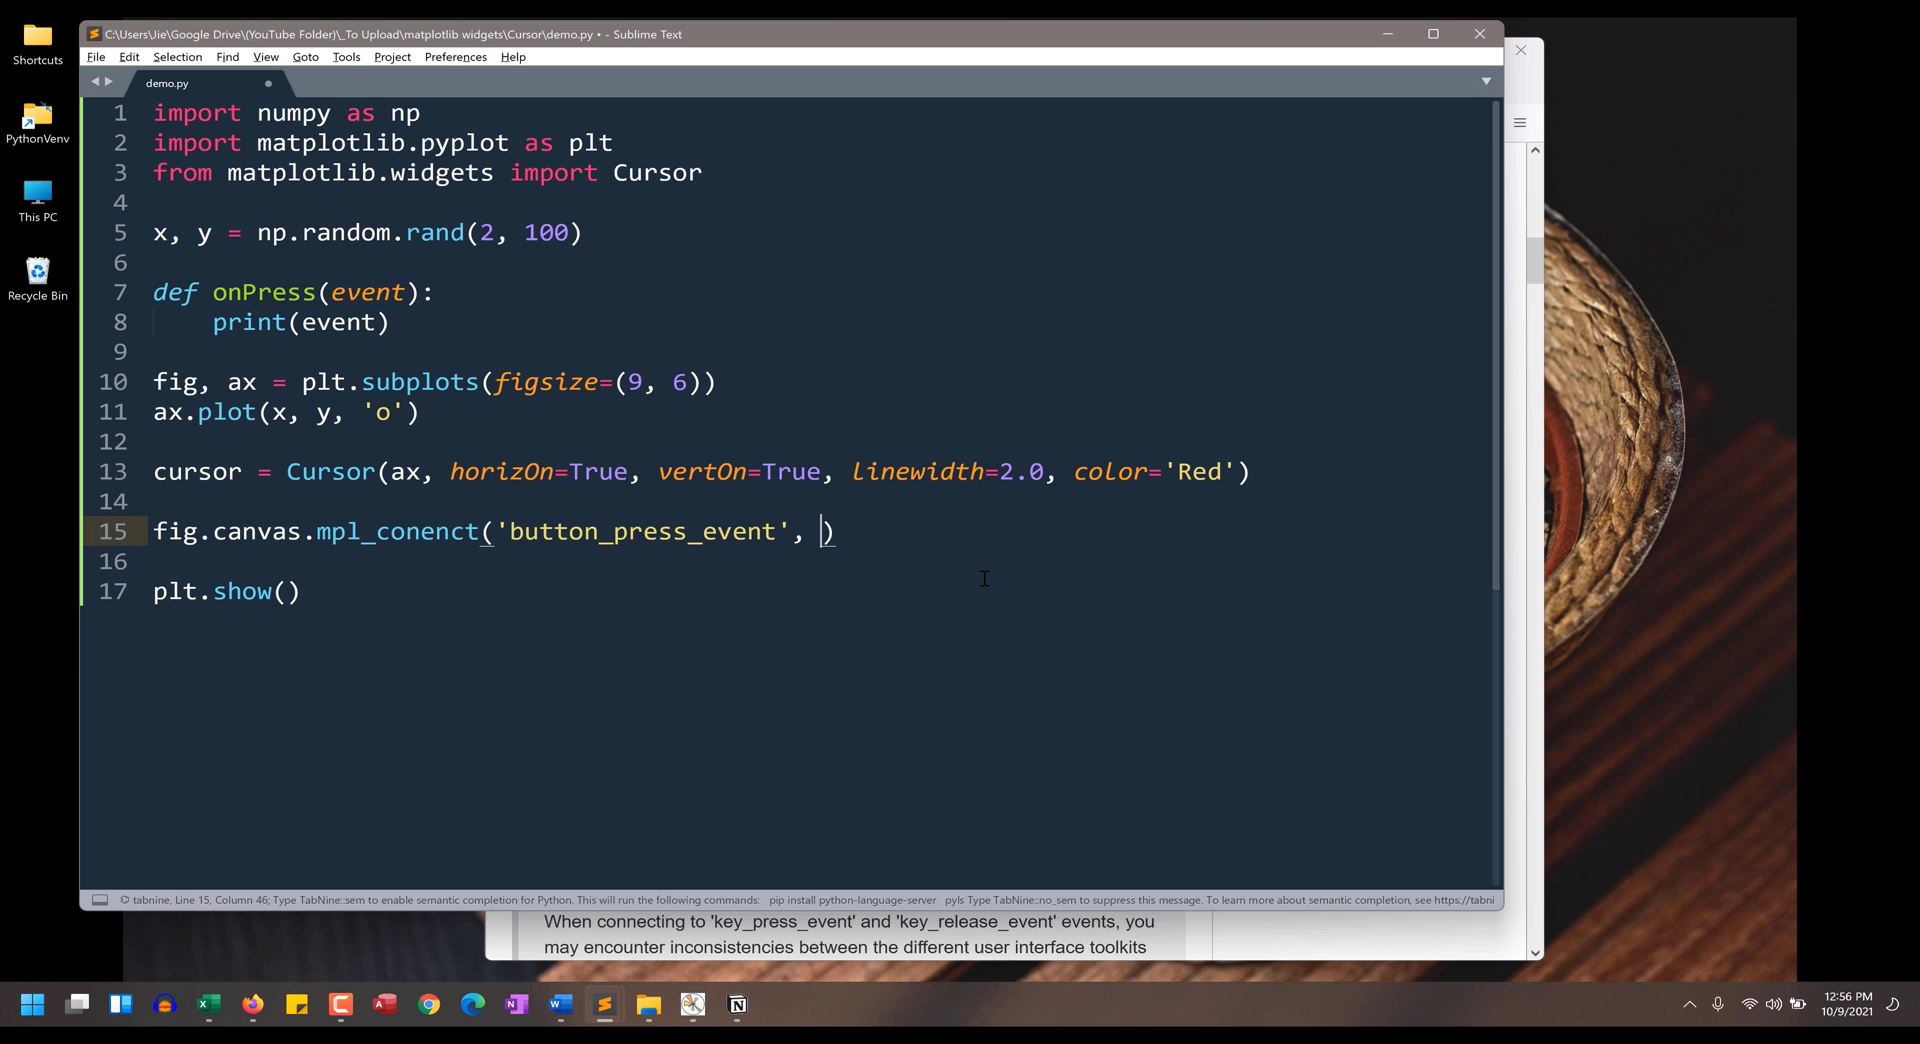 C:\Users\Jie\Google Drive\(YouTube Folder)\_To Upload\matplotlib widgets\Cursor\demo.py • - Sublime Text
File Edit Selection Find View Goto Tools Project Preferences Help
demo.py
1 import numpy as np
2 import matplotlib.pyplot as plt
3 from matplotlib.widgets import Cursor
4
5 x, y = np.random.rand(2, 100)
6
7 def onPress(event):
8 print(event)
9
10 fig, ax = plt.subplots(figsize=(9, 6))
11 ax.plot(x, y, 'o')
12
13 cursor = Cursor(ax, horizOn=True, vertOn=True, linewidth=2.0, color='Red')
14
15 fig.canvas.mpl_conenct('button_press_event', )
16
17 plt.show()
tabnine, Line 15, Column 46; Type TabNine::sem to enable semantic completion for Python. This will run the following commands: pip install python-language-server pyls Type TabNine::no_sem to suppress this message. To learn more about semantic completion, see https://tabni
When connecting to 'key_press_event' and 'key_release_event' events, you
may encounter inconsistencies between the different user interface toolkits
Shortcuts
PythonVenv
This PC
Recycle Bin
12:56 PM
10/9/2021